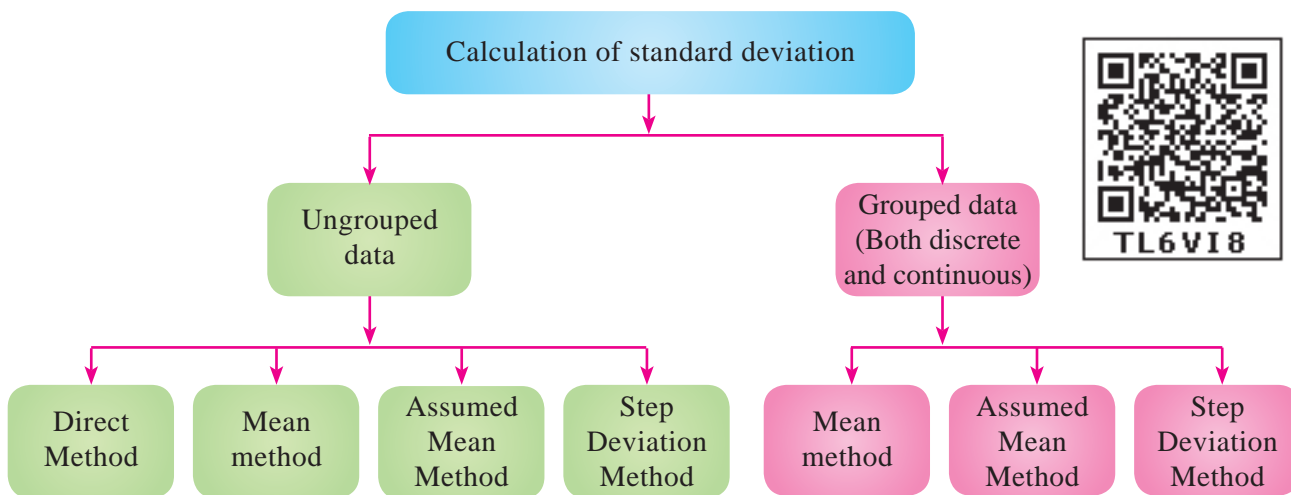 Calculation of standard deviation
Ungrouped
data
Grouped data
(Both discrete
and continuous)
TL6VI8
Direct
Method
Mean
method
Assumed
Mean
Method
Step
Deviation
Method
Mean
method
Assumed
Mean
Method
Step
Deviation
Method